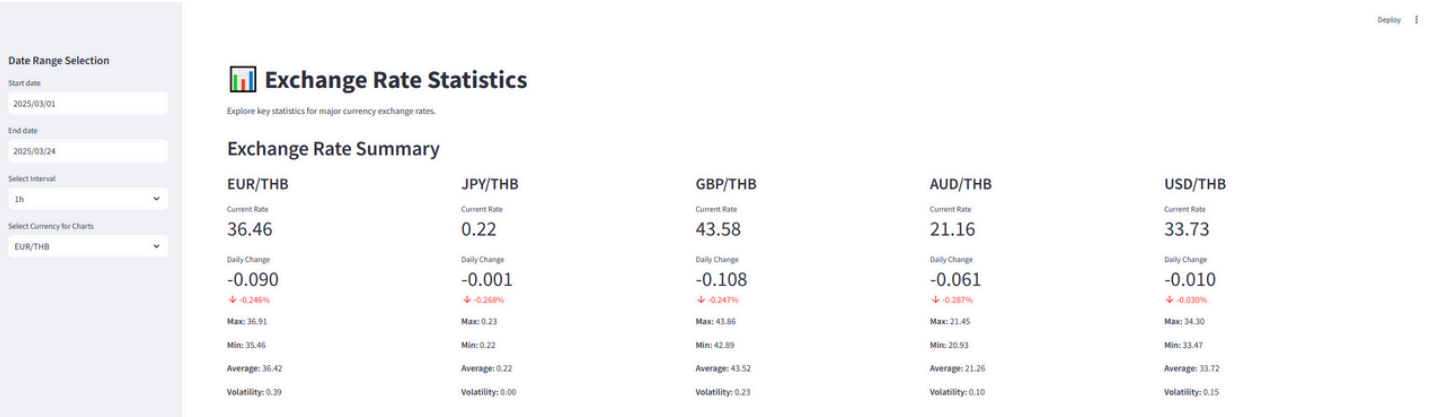 Deploy
Date Range Selection
Start date
2025/03/01
End date
2025/03/24
Select Interval
1h
Select Currency for Charts
EUR/THB
Exchange Rate Statistics
Explore key statistics for major currency exchange rates.
Exchange Rate Summary
EUR/THB
Current Rate
36.46
Daily Change
-0.090
-0.246%
Max: 36.91
Min: 35.46
Average: 36.42
Volatility: 0.39
JPY/THB
Current Rate
0.22
Daily Change
-0.001
-0.268%
Max: 0.23
Min: 0.22
Average: 0.22
Volatility: 0.00
GBP/THB
Current Rate
43.58
Daily Change
-0.108
-0.247%
Max: 43.86
Min: 42.89
Average: 43.52
Volatility: 0.23
AUD/THB
Current Rate
21.16
Daily Change
-0.061
-0.287%
Max: 21.45
Min: 20.93
Average: 21.26
Volatility: 0.10
USD/THB
Current Rate
33.73
Daily Change
-0.010
-0.030%
Max: 34.30
Min: 33.47
Average: 33.72
Volatility: 0.15